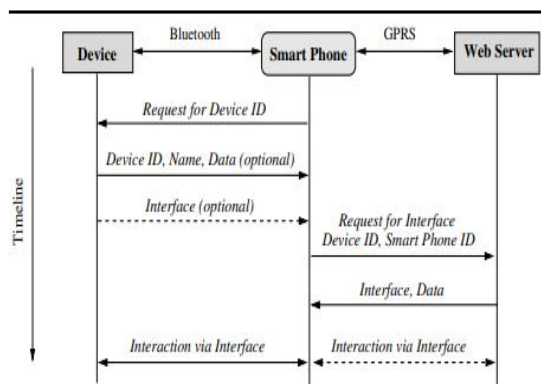 Bluetooth
GPRS
Device
Smart Phone
Web Server
Request for Device ID
Device ID, Name, Data (optional)
Interface (optional)
Request for Interface
Device ID, Smart Phone ID
Interface, Data
Interaction via Interface
Interaction via Interface
Timeline